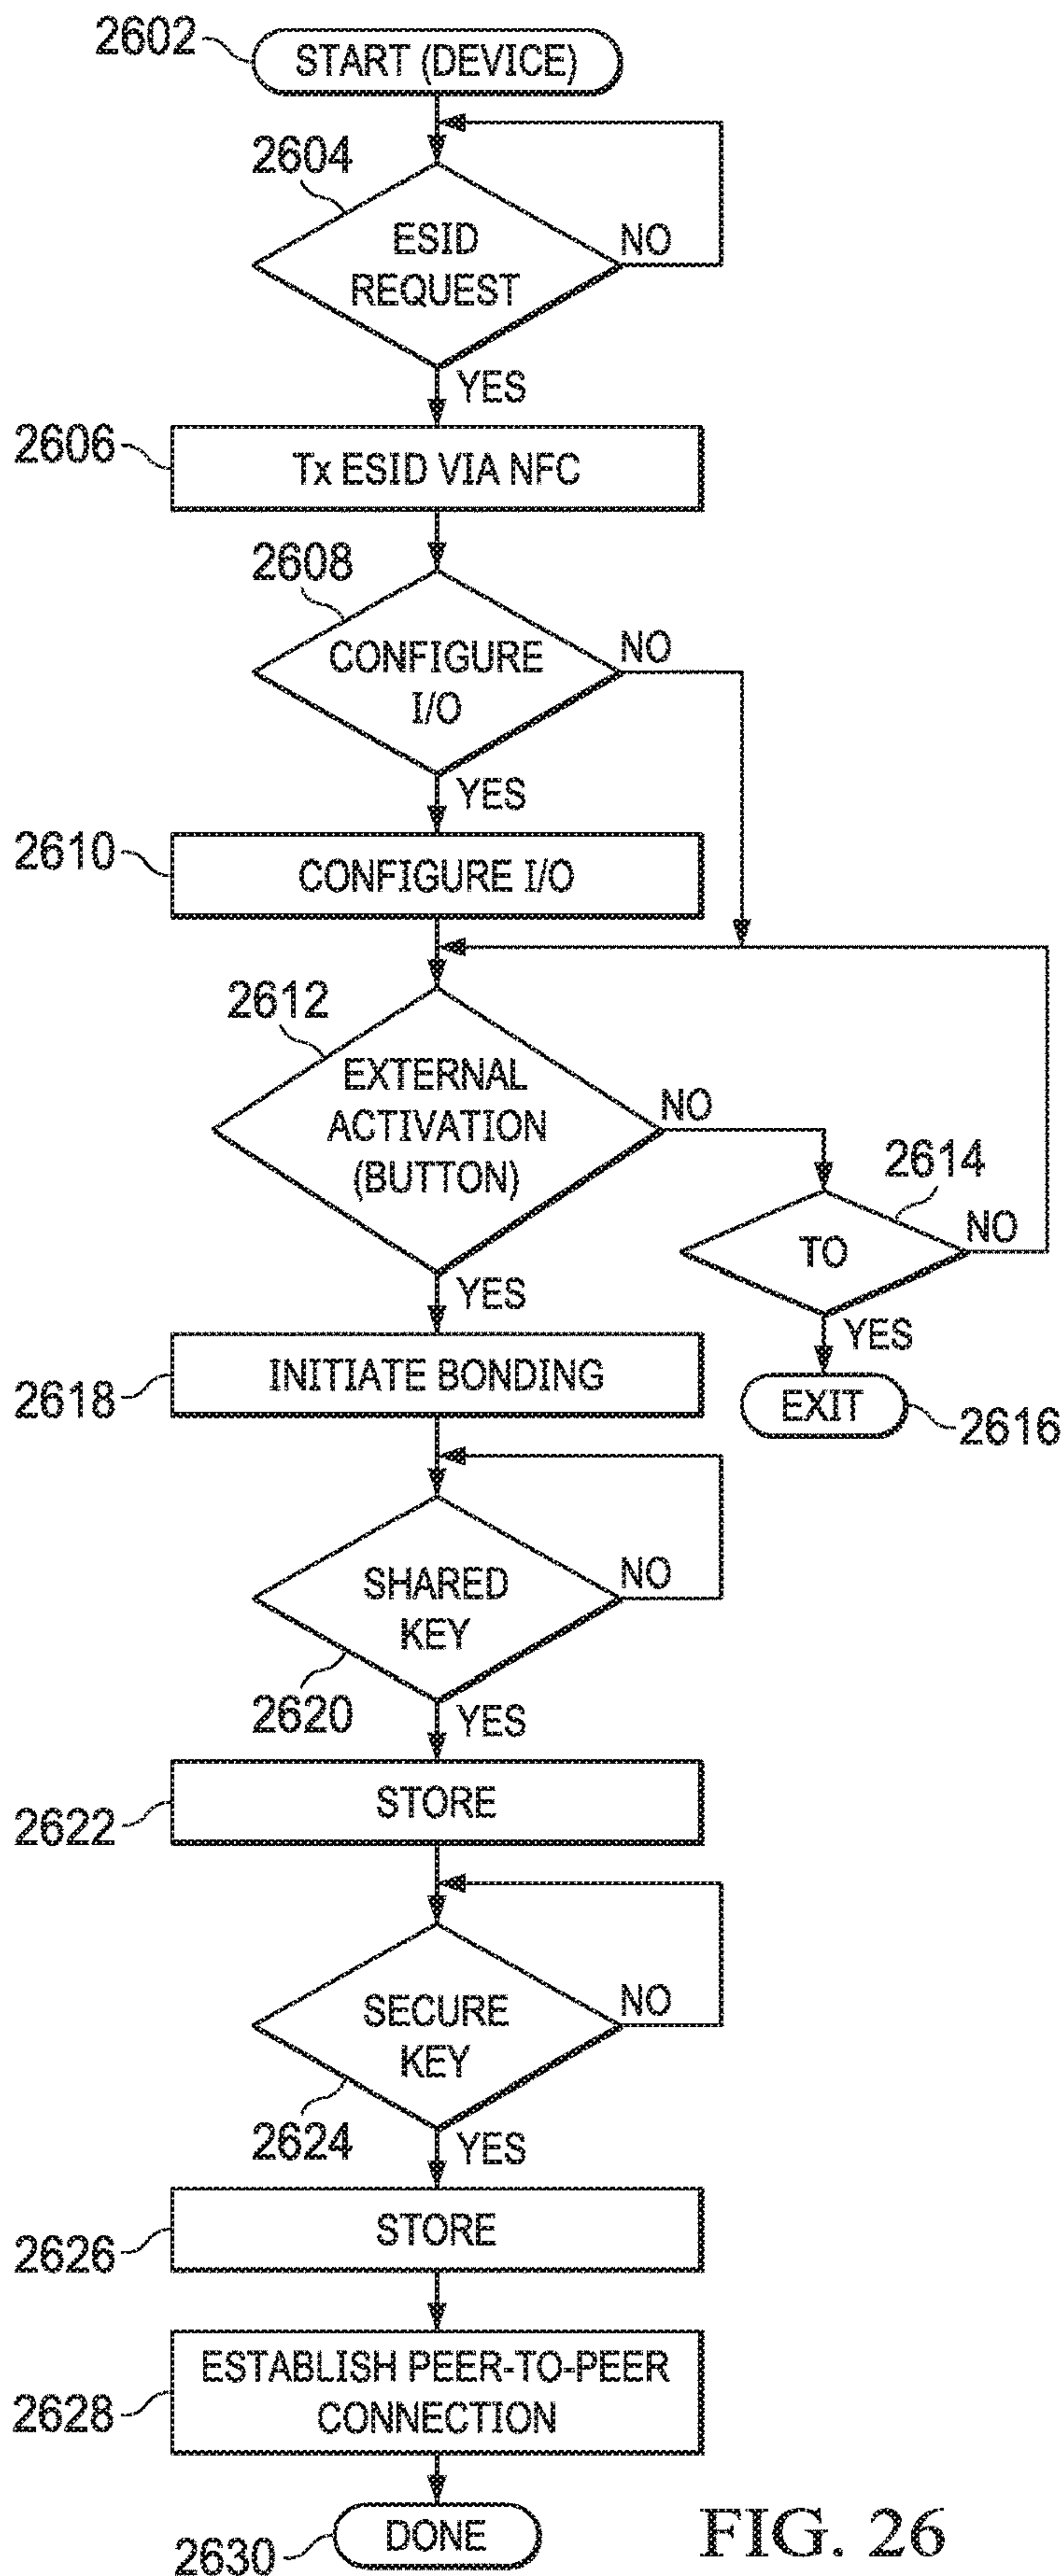 2602
START (DEVICE)
2604
ESID
REQUEST
NO
YES
2606
Tx ESID VIA NFC
2608
CONFIGURE
I/O
NO
YES
2610
CONFIGURE I/O
2612
EXTERNAL
ACTIVATION
(BUTTON)
NO
2614
TO
NO
YES
YES
2618
INITIATE BONDING
EXIT
2616
SHARED
KEY
NO
2620
YES
2622
STORE
SECURE
KEY
NO
2624
YES
2626
STORE
2628
ESTABLISH PEER-TO-PEER
CONNECTION
2630
DONE
FIG. 26